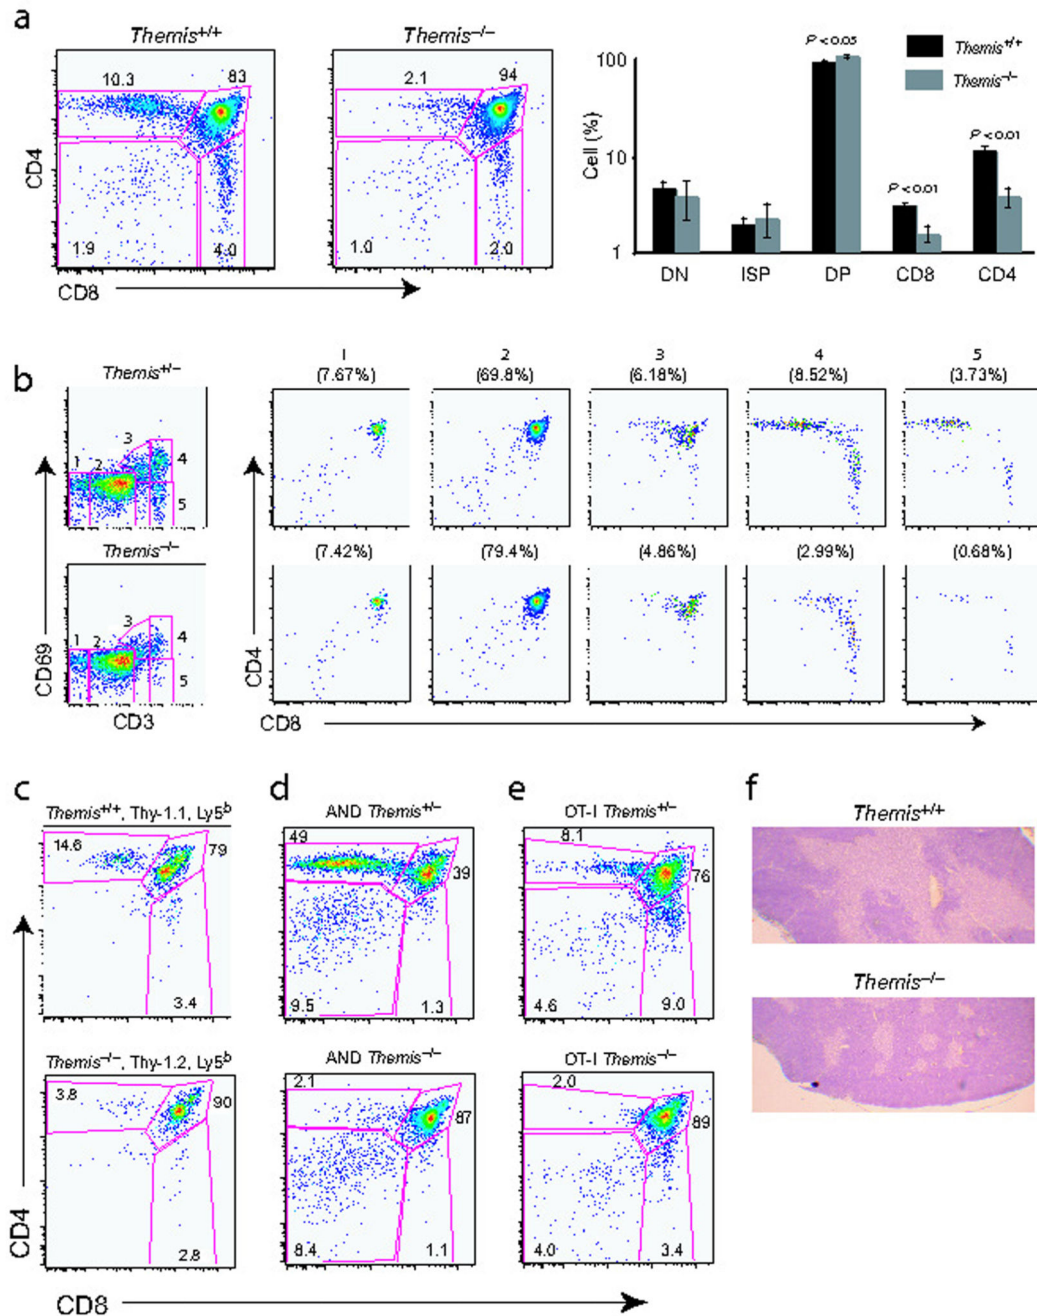 a
Themis+/+
Themis–/–
10.3
83
1.9
4.0
2.1
94
1.0
2.0
CD4
CD8
Cell (%)
100
10
1
P < 0.05
P < 0.01
P < 0.01
Themis+/+
Themis–/–
DN
ISP
DP
CD8
CD4
b
Themis+/–
1
2
3
4
5
Themis–/–
1
2
3
4
5
CD69
CD3
1
2
3
4
5
(7.67%)
(69.8%)
(6.18%)
(8.52%)
(3.73%)
(7.42%)
(79.4%)
(4.86%)
(2.99%)
(0.68%)
CD4
CD8
c
Themis+/+, Thy-1.1, Ly5b
14.6
79
3.4
Themis–/–, Thy-1.2, Ly5b
3.8
90
2.8
d
AND Themis+/–
49
39
9.5
1.3
AND Themis–/–
2.1
87
8.4
1.1
e
OT-I Themis+/–
8.1
76
4.6
9.0
OT-I Themis–/–
2.0
89
4.0
3.4
CD4
CD8
f
Themis+/+
Themis–/–